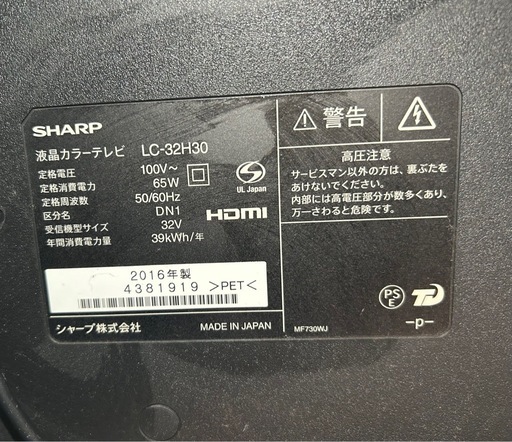 SHARP
液晶カラーテレビ LC-32H30
定格電圧 100V～
定格消費電力 65W
定格周波数 50/60Hz
区分名 DN1
受信機型サイズ 32V
年間消費電力量 39kWh/年
UL Japan
HDMI
2016年製
4381919 >PET<
シャープ株式会社 MADE IN JAPAN
警告
高圧注意
サービスマン以外の方は、裏ぶたを
あけないでください。
内部には高電圧部分が数多くあり、
万一さわると危険です。
PS
E
MF730WJ
-p-